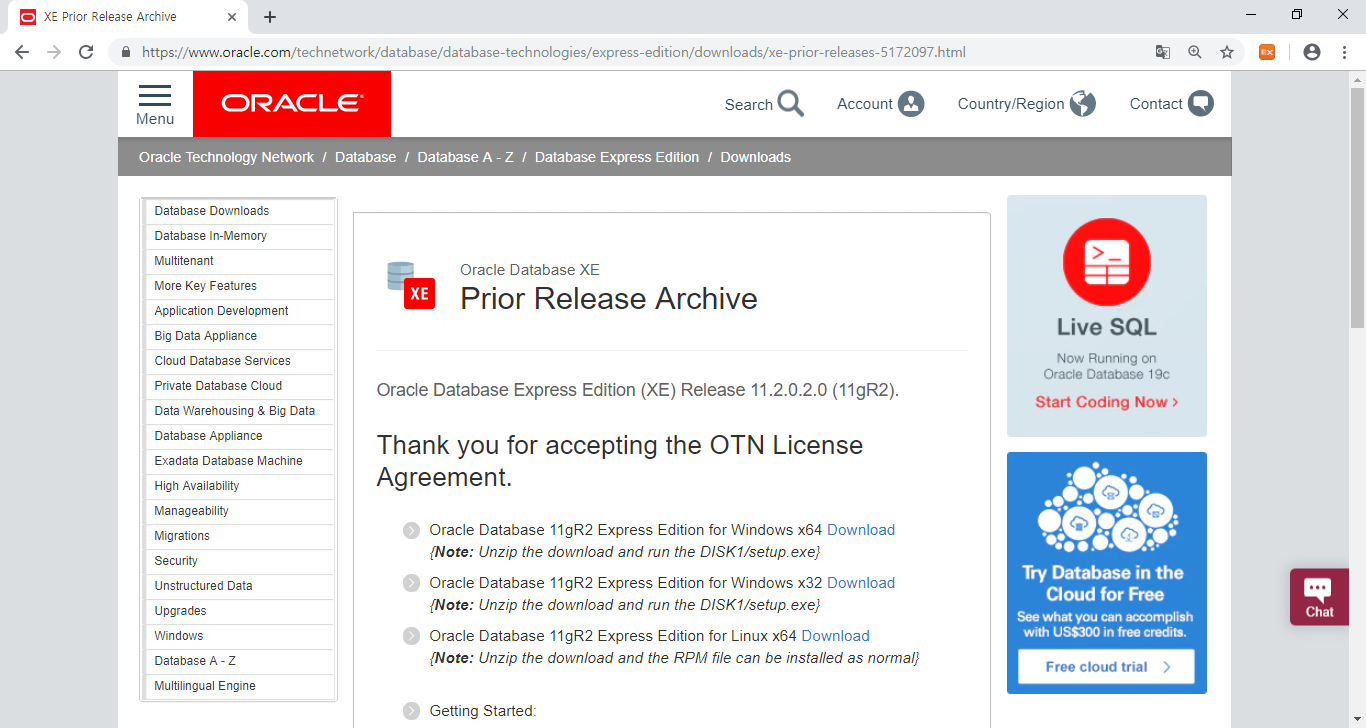 XE Prior Release Archive
https://www.oracle.com/technetwork/database/database-technologies/express-edition/downloads/xe-prior-releases-5172097.html
Ex
Menu
ORACLE®
Search
Account
Country/Region
Contact
Oracle Technology Network / Database / Database A - Z / Database Express Edition / Downloads
Database Downloads
Database In-Memory
Multitenant
More Key Features
Application Development
Big Data Appliance
Cloud Database Services
Private Database Cloud
Data Warehousing & Big Data
Database Appliance
Exadata Database Machine
High Availability
Manageability
Migrations
Security
Unstructured Data
Upgrades
Windows
Database A - Z
Multilingual Engine
XE
Oracle Database XE
Prior Release Archive
Oracle Database Express Edition (XE) Release 11.2.0.2.0 (11gR2).
Thank you for accepting the OTN License
Agreement.
Oracle Database 11gR2 Express Edition for Windows x64 Download
{Note: Unzip the download and run the DISK1/setup.exe}
Oracle Database 11gR2 Express Edition for Windows x32 Download
{Note: Unzip the download and run the DISK1/setup.exe}
Oracle Database 11gR2 Express Edition for Linux x64 Download
{Note: Unzip the download and the RPM file can be installed as normal}
Getting Started:
Live SQL
Now Running on
Oracle Database 19c
Start Coding Now >
Try Database in the
Cloud for Free
See what you can accomplish
with US$300 in free credits.
Free cloud trial >
Chat